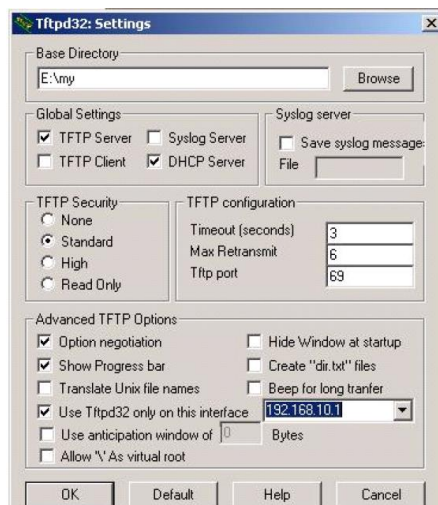 Tftpd32: Settings
Base Directory
E:\my
Browse
Global Settings
TFTP Server
Syslog Server
TFTP Client
DHCP Server
Syslog server
Save syslog message
File
TFTP Security
None
Standard
High
Read Only
TFTP configuration
Timeout (seconds)
3
Max Retransmit
6
Tftp port
69
Advanced TFTP Options
Option negotiation
Hide Window at startup
Show Progress bar
Create "dir.txt" files
Translate Unix file names
Beep for long tranfer
Use Tftpd32 only on this interface
192.168.10.1
Use anticipation window of 0 Bytes
Allow '\' As virtual root
OK
Default
Help
Cancel